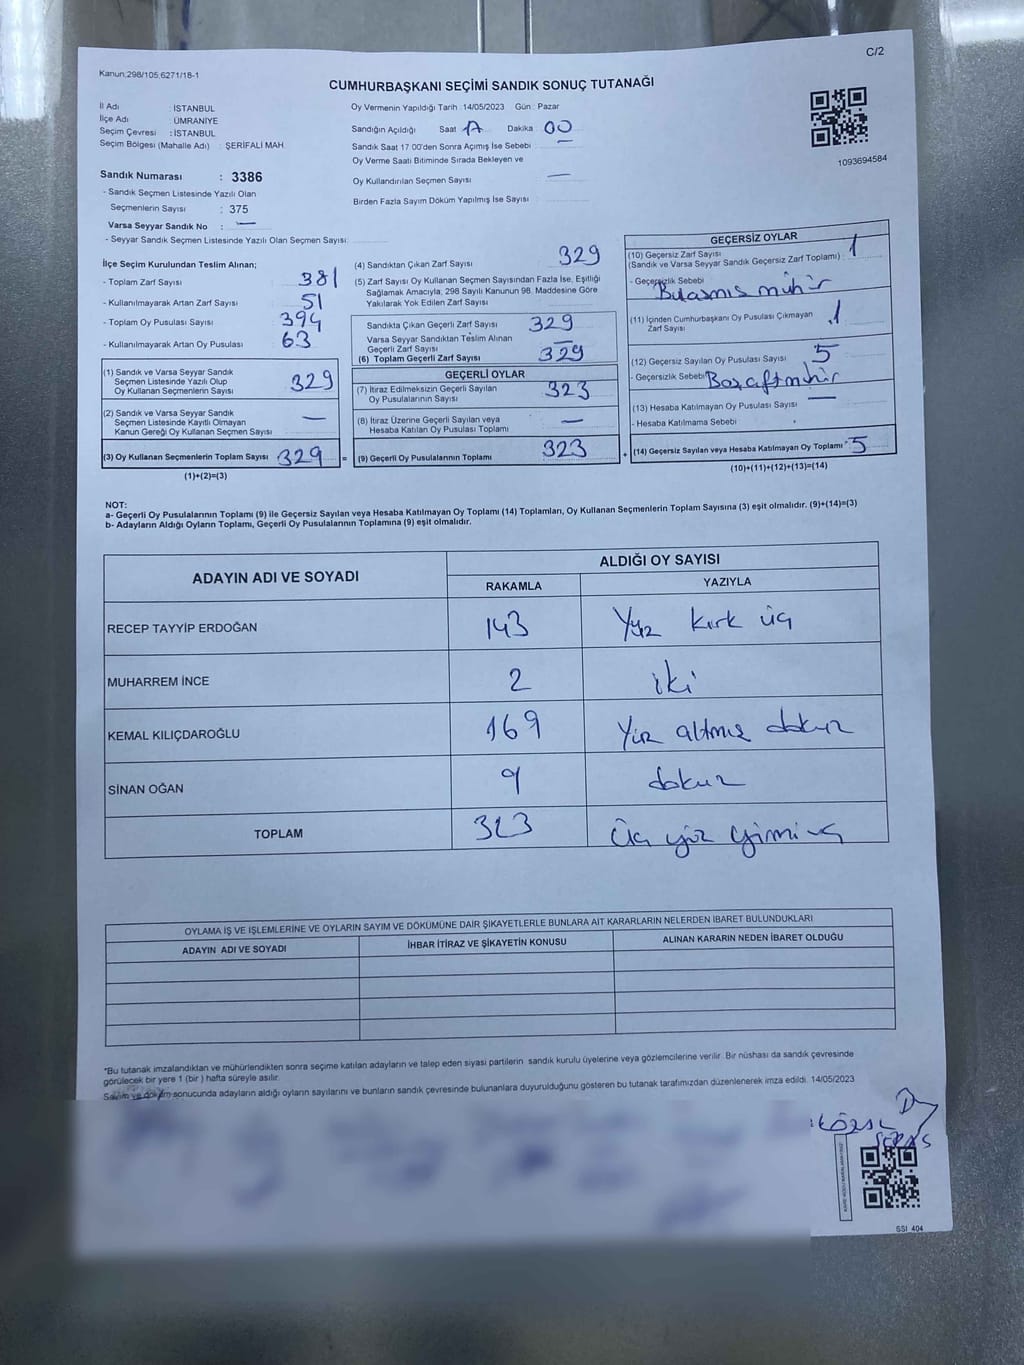 C/2
Kanun:298/105,6271/18-1
CUMHURBAŞKANI SEÇİMİ SANDIK SONUÇ TUTANAĞI
İl Adı : İSTANBUL
İlçe Adı : ÜMRANİYE
Seçim Çevresi : İSTANBUL
Seçim Bölgesi (Mahalle Adı) : ŞERİFALİ MAH.
Oy Vermenin Yapıldığı Tarih : 14/05/2023 Gün : Pazar
Sandığın Açıldığı Saat 17 Dakika 00
Sandık Saat 17 00'den Sonra Açımış İse Sebebi —
Oy Verme Saati Bitiminde Sırada Bekleyen ve
Oy Kullandırılan Seçmen Sayısı —
Birden Fazla Sayım Döküm Yapılmış İse Sayısı
1093694584
Sandık Numarası : 3386
- Sandık Seçmen Listesinde Yazılı Olan
Seçmenlerin Sayısı : 375
Varsa Seyyar Sandık No : —
- Seyyar Sandık Seçmen Listesinde Yazılı Olan Seçmen Sayısı:
İlçe Seçim Kurulundan Teslim Alınan;
- Toplam Zarf Sayısı 381
- Kullanılmayarak Artan Zarf Sayısı 51
- Toplam Oy Pusulası Sayısı 394
- Kullanılmayarak Artan Oy Pusulası 63
(1) Sandık ve Varsa Seyyar Sandık
Seçmen Listesinde Yazılı Olup
Oy Kullanan Seçmenlerin Sayısı 329
(2) Sandık ve Varsa Seyyar Sandık
Seçmen Listesinde Kayıtlı Olmayan
Kanun Gereği Oy Kullanan Seçmen Sayısı —
(3) Oy Kullanan Seçmenlerin Toplam Sayısı 329 =
(1)+(2)=(3)
(4) Sandıktan Çıkan Zarf Sayısı 329
(5) Zarf Sayısı Oy Kullanan Seçmen Sayısından Fazla İse, Eşitliği
Sağlamak Amacıyla, 298 Sayılı Kanunun 98. Maddesine Göre
Yakılarak Yok Edilen Zarf Sayısı
Sandıkta Çıkan Geçerli Zarf Sayısı 329
Varsa Seyyar Sandıktan Teslim Alınan
Geçerli Zarf Sayısı —
(6) Toplam Geçerli Zarf Sayısı 329
GEÇERLİ OYLAR
(7) İtiraz Edilmeksizin Geçerli Sayılan
Oy Pusulalarının Sayısı 323
(8) İtiraz Üzerine Geçerli Sayılan veya
Hesaba Katılan Oy Pusulası Toplamı —
(9) Geçerli Oy Pusulalarının Toplamı 323 +
GEÇERSİZ OYLAR
(10) Geçersiz Zarf Sayısı 1
(Sandık ve Varsa Seyyar Sandık Geçersiz Zarf Toplamı) :
- Geçersizlik Sebebi Bulaşmış mühür
(11) İçinden Cumhurbaşkanı Oy Pusulası Çıkmayan
Zarf Sayısı 1
(12) Geçersiz Sayılan Oy Pusulası Sayısı 5
- Geçersizlik Sebebi
(13) Hesaba Katılmayan Oy Pusulası Sayısı —
- Hesaba Katılmama Sebebi
(14) Geçersiz Sayılan veya Hesaba Katılmayan Oy Toplamı 5
(10)+(11)+(12)+(13)=(14)
NOT:
a- Geçerli Oy Pusulalarının Toplamı (9) ile Geçersiz Sayılan veya Hesaba Katılmayan Oy Toplamı (14) Toplamları, Oy Kullanan Seçmenlerin Toplam Sayısına (3) eşit olmalıdır. (9)+(14)=(3)
b- Adayların Aldığı Oyların Toplamı, Geçerli Oy Pusulalarının Toplamına (9) eşit olmalıdır.
ADAYIN ADI VE SOYADI ALDIĞI OY SAYISI
RAKAMLA YAZIYLA
RECEP TAYYİP ERDOĞAN 143 Yüz kırk üç
MUHARREM İNCE 2 iki
KEMAL KILIÇDAROĞLU 169 Yüz altmış dokuz
SİNAN OĞAN 9 dokuz
TOPLAM 323 Üç yüz yirmi üç
OYLAMA İŞ VE İŞLEMLERİNE VE OYLARIN SAYIM VE DÖKÜMÜNE DAİR ŞİKAYETLERLE BUNLARA AİT KARARLARIN NELERDEN İBARET BULUNDUKLARI
ADAYIN ADI VE SOYADI İHBAR İTİRAZ VE ŞİKAYETİN KONUSU ALINAN KARARIN NEDEN İBARET OLDUĞU
*Bu tutanak imzalandıktan ve mühürlendikten sonra seçime katılan adayların ve talep eden siyasi partilerin sandık kurulu üyelerine veya gözlemcilerine verilir. Bir nüshası da sandık çevresinde
görülecek bir yere 1 (bir ) hafta süreyle asılır.
Sayım ve döküm sonucunda adayların aldığı oyların sayılarını ve bunların sandık çevresinde bulunanlara duyurulduğunu gösteren bu tutanak tarafımızdan düzenlenerek imza edildi. 14/05/2023
SSI_404